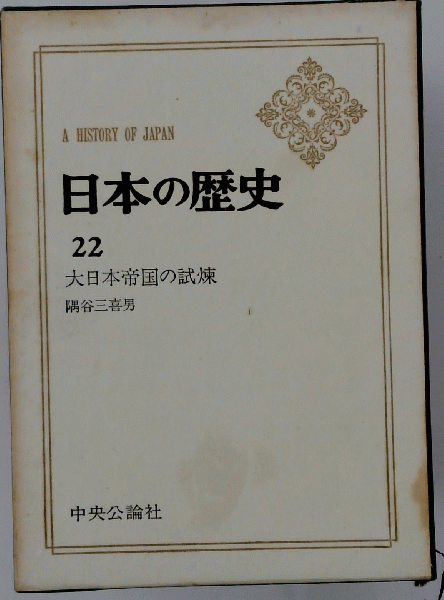 A HISTORY OF JAPAN
日本の歴史
22
大日本帝国の試煉
隅谷三喜男
中央公論社